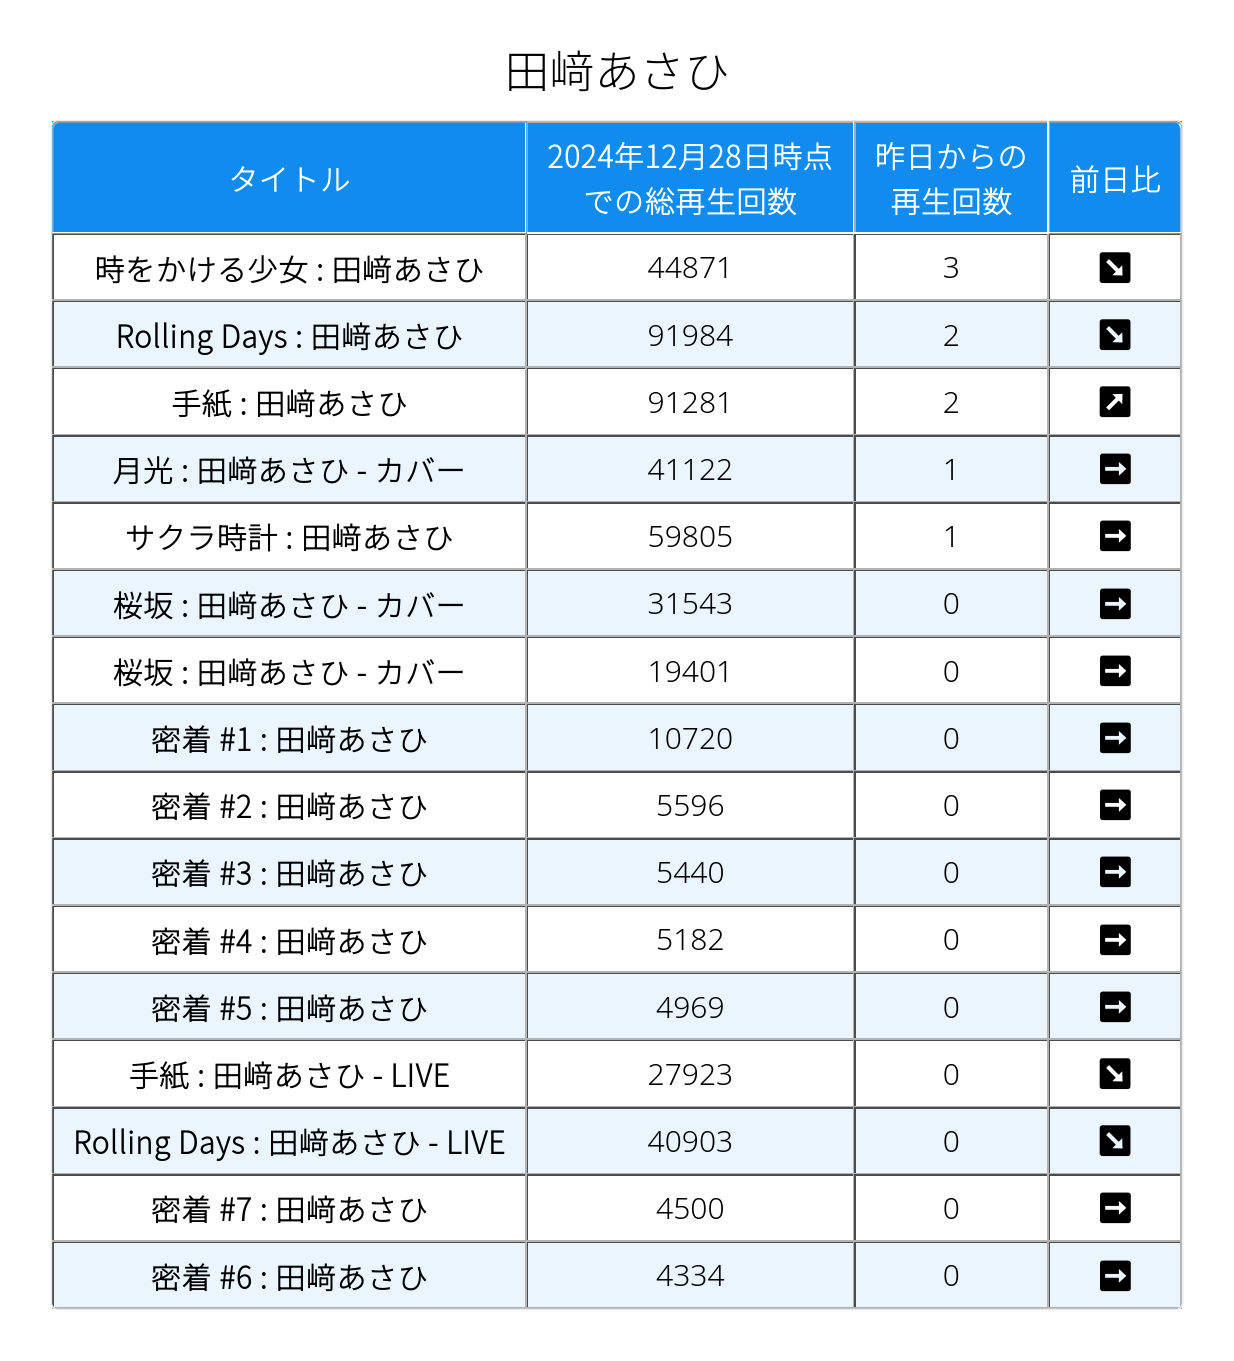 田﨑あさひ
タイトル
2024年12月28日時点
での総再生回数
昨日からの
再生回数
前日比
時をかける少女 : 田﨑あさひ 44871 3 ↘
Rolling Days : 田﨑あさひ 91984 2 ↘
手紙 : 田﨑あさひ 91281 2 ↗
月光 : 田﨑あさひ - カバー 41122 1 →
サクラ時計 : 田﨑あさひ 59805 1 →
桜坂 : 田﨑あさひ - カバー 31543 0 →
桜坂 : 田﨑あさひ - カバー 19401 0 →
密着 #1 : 田﨑あさひ 10720 0 →
密着 #2 : 田﨑あさひ 5596 0 →
密着 #3 : 田﨑あさひ 5440 0 →
密着 #4 : 田﨑あさひ 5182 0 →
密着 #5 : 田﨑あさひ 4969 0 →
手紙 : 田﨑あさひ - LIVE 27923 0 ↘
Rolling Days : 田﨑あさひ - LIVE 40903 0 ↘
密着 #7 : 田﨑あさひ 4500 0 →
密着 #6 : 田﨑あさひ 4334 0 →